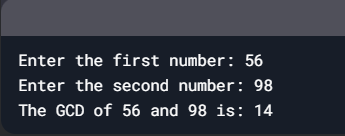 Enter the first number: 56
Enter the second number: 98
The GCD of 56 and 98 is: 14